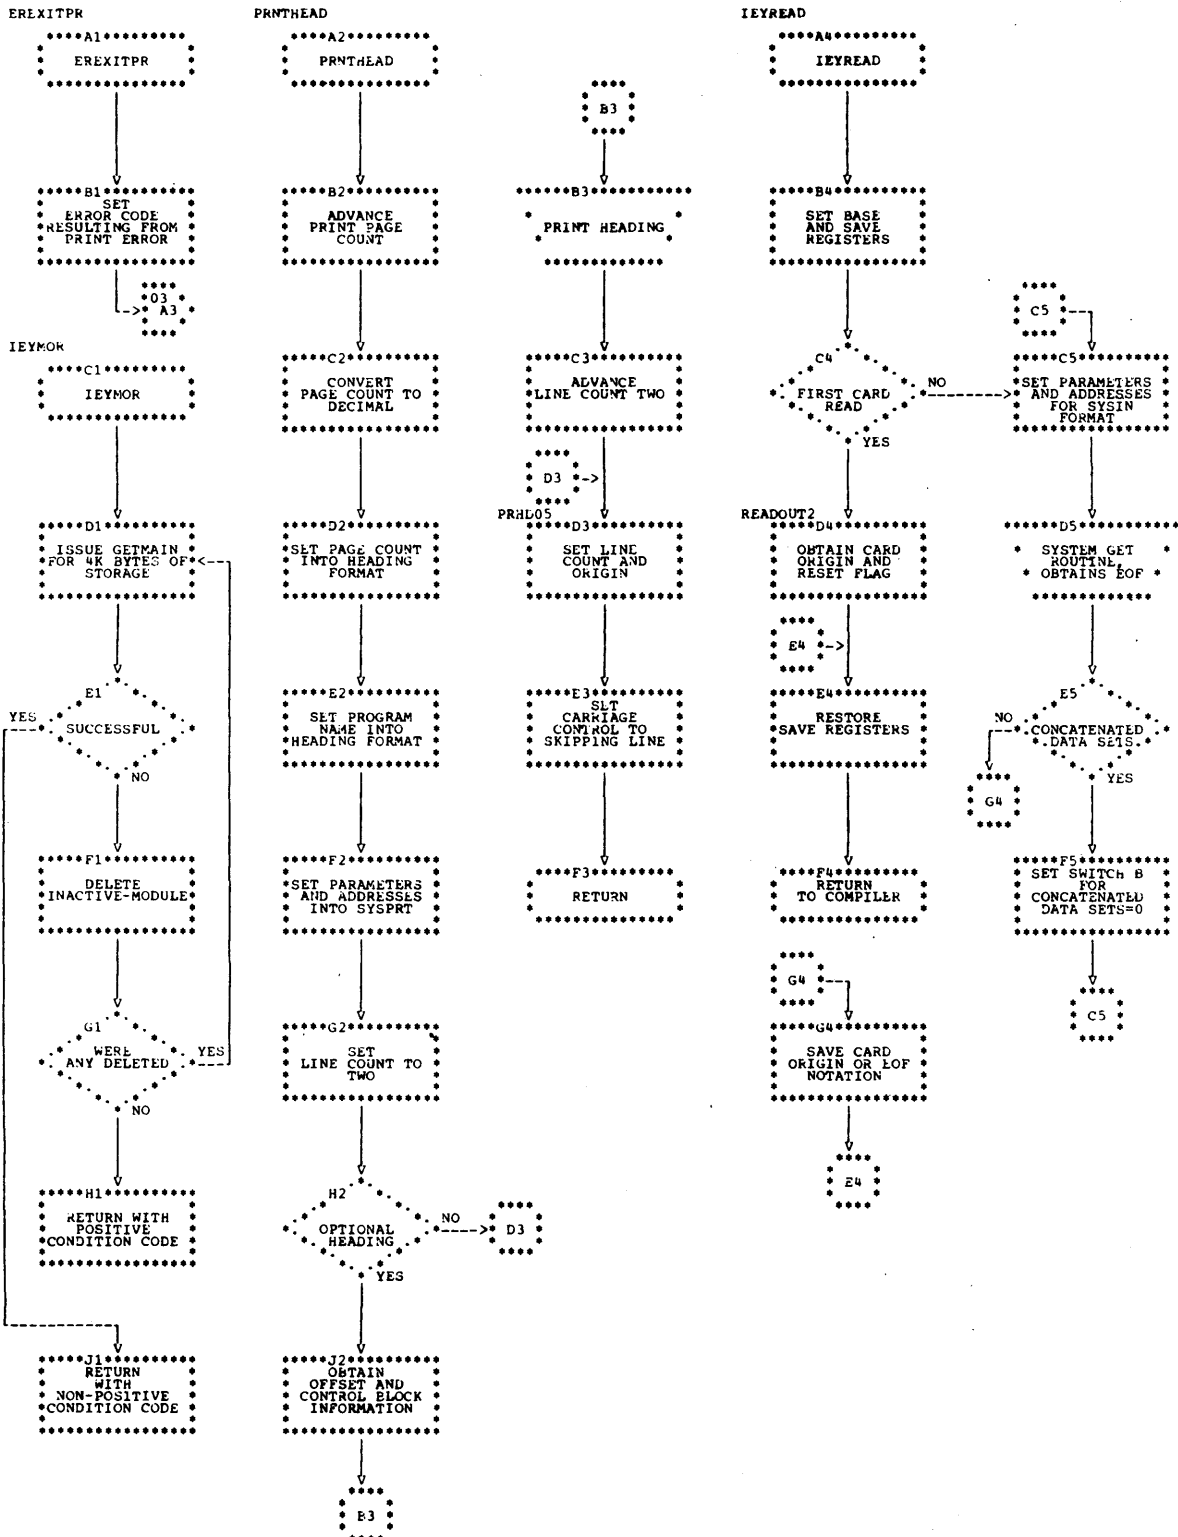 EREXITPR
A1
EREXITPR
B1
SET
ERROR CODE
RESULTING FROM
PRINT ERROR
03
A3
IEYMOR
C1
IEYMOR
D1
ISSUE GETMAIN
FOR 4K BYTES OF
STORAGE
E1
YES
SUCCESSFUL
NO
F1
DELETE
INACTIVE-MODULE
G1
WERE
ANY DELETED
YES
NO
H1
RETURN WITH
POSITIVE
CONDITION CODE
J1
RETURN
WITH
NON-POSITIVE
CONDITION CODE
PRNTHEAD
A2
PRNTHEAD
B2
ADVANCE
PRINT PAGE
COUNT
C2
CONVERT
PAGE COUNT TO
DECIMAL
D2
SET PAGE COUNT
INTO HEADING
FORMAT
E2
SET PROGRAM
NAME INTO
HEADING FORMAT
F2
SET PARAMETERS
AND ADDRESSES
INTO SYSPRT
G2
SET
LINE COUNT TO
TWO
H2
OPTIONAL
HEADING
NO
D3
YES
J2
OBTAIN
OFFSET AND
CONTROL BLOCK
INFORMATION
B3
B3
B3
PRINT HEADING
C3
ADVANCE
LINE COUNT TWO
D3
PRHD05
D3
SET LINE
COUNT AND
ORIGIN
E3
SET
CARRIAGE
CONTROL TO
SKIPPING LINE
F3
RETURN
IEYREAD
A4
IEYREAD
B4
SET BASE
AND SAVE
REGISTERS
C4
FIRST CARD
READ
NO
YES
READOUT2
D4
OBTAIN CARD
ORIGIN AND
RESET FLAG
E4
E4
RESTORE
SAVE REGISTERS
F4
RETURN
TO COMPILER
G4
G4
SAVE CARD
ORIGIN OR EOF
NOTATION
E4
C5
C5
SET PARAMETERS
AND ADDRESSES
FOR SYSIN
FORMAT
D5
SYSTEM GET
ROUTINE,
OBTAINS EOF
E5
NO
CONCATENATED
DATA SETS
YES
G4
F5
SET SWITCH B
FOR
CONCATENATED
DATA SETS=0
C5